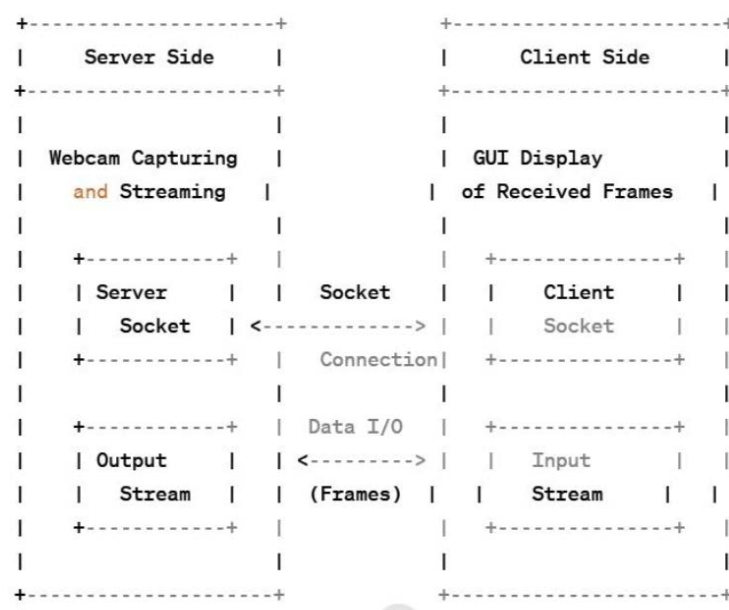 +---------------------+ +-----------------------+
| Server Side | | Client Side |
+---------------------+ +-----------------------+
| | | |
| Webcam Capturing | | GUI Display |
| and Streaming | | of Received Frames |
| | | |
| +------------+ | | +---------------+ |
| | Server | | Socket | | Client | |
| | Socket | <-------------> | | Socket | |
| +------------+ | Connection| +---------------+ |
| | | |
| +------------+ | Data I/O | +---------------+ |
| | Output | | <---------> | | Input | |
| | Stream | | (Frames) | | Stream | |
| +------------+ | | +---------------+ |
| | | |
+---------------------+ +-----------------------+